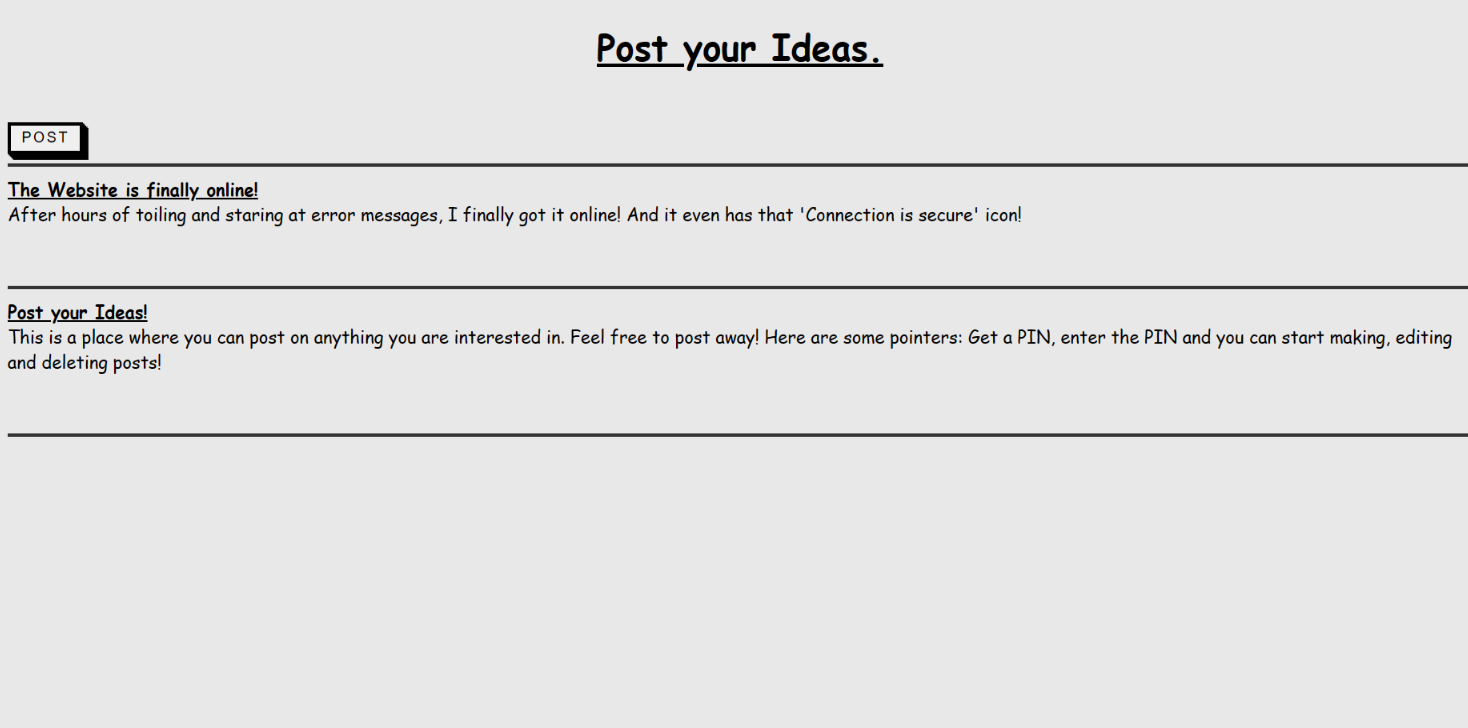 Post your Ideas.
POST
The Website is finally online!
After hours of toiling and staring at error messages, I finally got it online! And it even has that 'Connection is secure' icon!
Post your Ideas!
This is a place where you can post on anything you are interested in. Feel free to post away! Here are some pointers: Get a PIN, enter the PIN and you can start making, editing
and deleting posts!